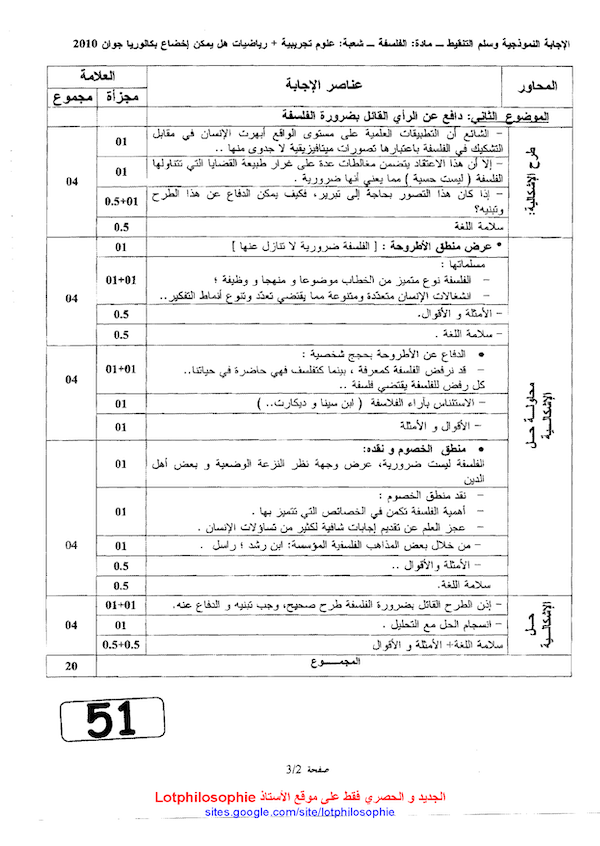 الإجابة النموذجية وسلم التنقيط ــ مادة: الفلسفة ــ شعبة: علوم تجريبية + رياضيات هل يمكن إخضاع بكالوريا جوان 2010
المحاور
عناصر الإجابة
العلامة
مجزأة
مجموع
الموضوع الثاني: دافع عن الرأي القائل بضرورة الفلسفة
طرح الإشكالية:
– الشائع أن التطبيقات العلمية على مستوى الواقع أبهرت الإنسان في مقابل
التشكيك في الفلسفة باعتبارها تصورات ميتافيزيقية لا جدوى منها ..
01
– إلا أن هذا الاعتقاد يتضمن مغالطات عدة على غرار طبيعة القضايا التي تتناولها
الفلسفة ( ليست حسية ) مما يعني أنها ضرورية .
01
04
– إذا كان هذا التصور بحاجة إلى تبرير، فكيف يمكن الدفاع عن هذا الطرح
وتبنيه؟
0.5+01
سلامة اللغة
0.5
محاولة حل الإشكالية
• عرض منطق الأطروحة : [ الفلسفة ضرورية لا تنازل عنها ]
01
مسلماتها :
– الفلسفة نوع متميز من الخطاب موضوعا و منهجا و وظيفة ؛
– انشغالات الإنسان متعددة ومتنوعة مما يقتضي تعدد وتنوع أنماط التفكير..
01+01
04
– الأمثلة و الأقوال.
0.5
– سلامة اللغة .
0.5
• الدفاع عن الأطروحة بحجج شخصية :
– قد نرفض الفلسفة كمعرفة ، بينما كتفلسف فهي حاضرة في حياتنا..
كل رفض للفلسفة يقتضي فلسفة ..
01+01
04
– الاستئناس بآراء الفلاسفة ( ابن سينا و ديكارت.. )
01
– الأقوال و الأمثلة
01
• منطق الخصوم و نقده:
الفلسفة ليست ضرورية، عرض وجهة نظر النزعة الوضعية و بعض أهل
الدين
01
– نقد منطق الخصوم :
– أهمية الفلسفة تكمن في الخصائص التي تتميز بها .
– عجز العلم عن تقديم إجابات شافية لكثير من تساؤلات الإنسان .
01
– من خلال بعض المذاهب الفلسفية المؤسسة: ابن رشد ؛ راسل .
01
04
– الأمثلة والأقوال ..
0.5
سلامة اللغة.
0.5
حل الإشكالية
– إذن الطرح القائل بضرورة الفلسفة طرح صحيح، وجب تبنيه و الدفاع عنه.
01+01
– انسجام الحل مع التحليل .
01
04
سلامة اللغة+ الأمثلة و الأقوال
0.5+0.5
المجمــــوع
20
51
صفحة 3/2
الجديد و الحصري فقط على موقع الأستاذ Lotphilosophie
sites.google.com/site/lotphilosophie